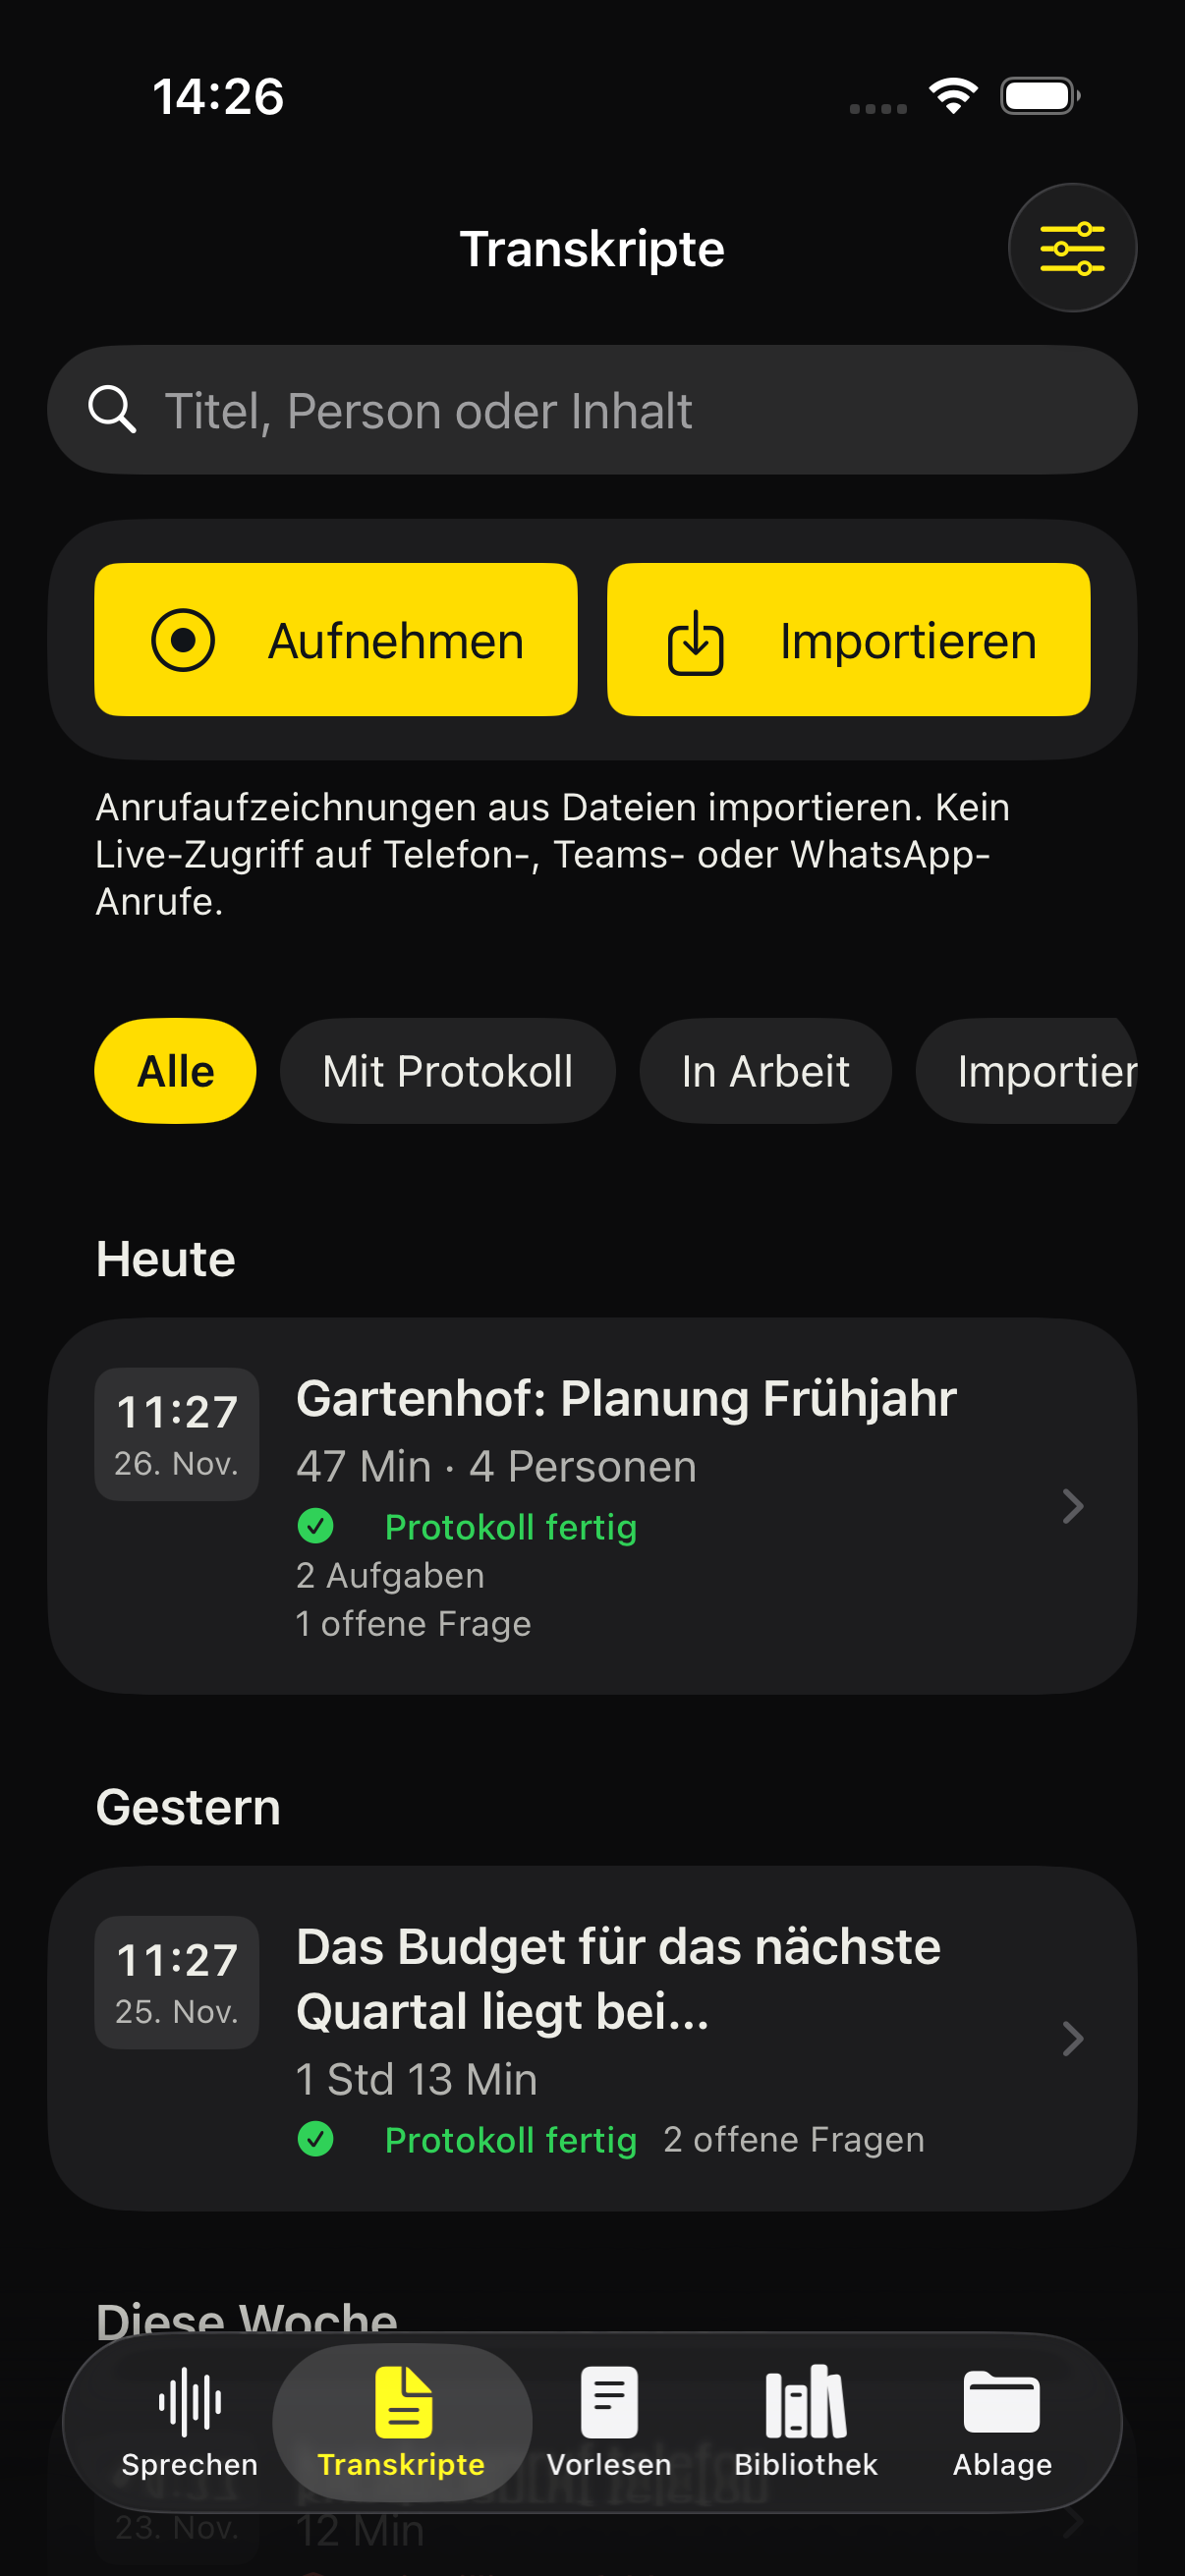 14:26
Transkripte
Titel, Person oder Inhalt
Aufnehmen
Importieren
Anrufaufzeichnungen aus Dateien importieren. Kein
Live-Zugriff auf Telefon-, Teams- oder WhatsApp-
Anrufe.
Alle
Mit Protokoll
In Arbeit
Importier
Heute
11:27
26. Nov.
Gartenhof: Planung Frühjahr
47 Min · 4 Personen
Protokoll fertig
2 Aufgaben
1 offene Frage
Gestern
11:27
25. Nov.
Das Budget für das nächste
Quartal liegt bei...
1 Std 13 Min
Protokoll fertig 2 offene Fragen
Diese Woche
Sprechen
Transkripte
Vorlesen
Bibliothek
Ablage
23. Nov.
12 Min